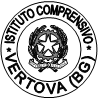 * ISTITUTO COMPRENSIVO *
VERTOVA (BG)